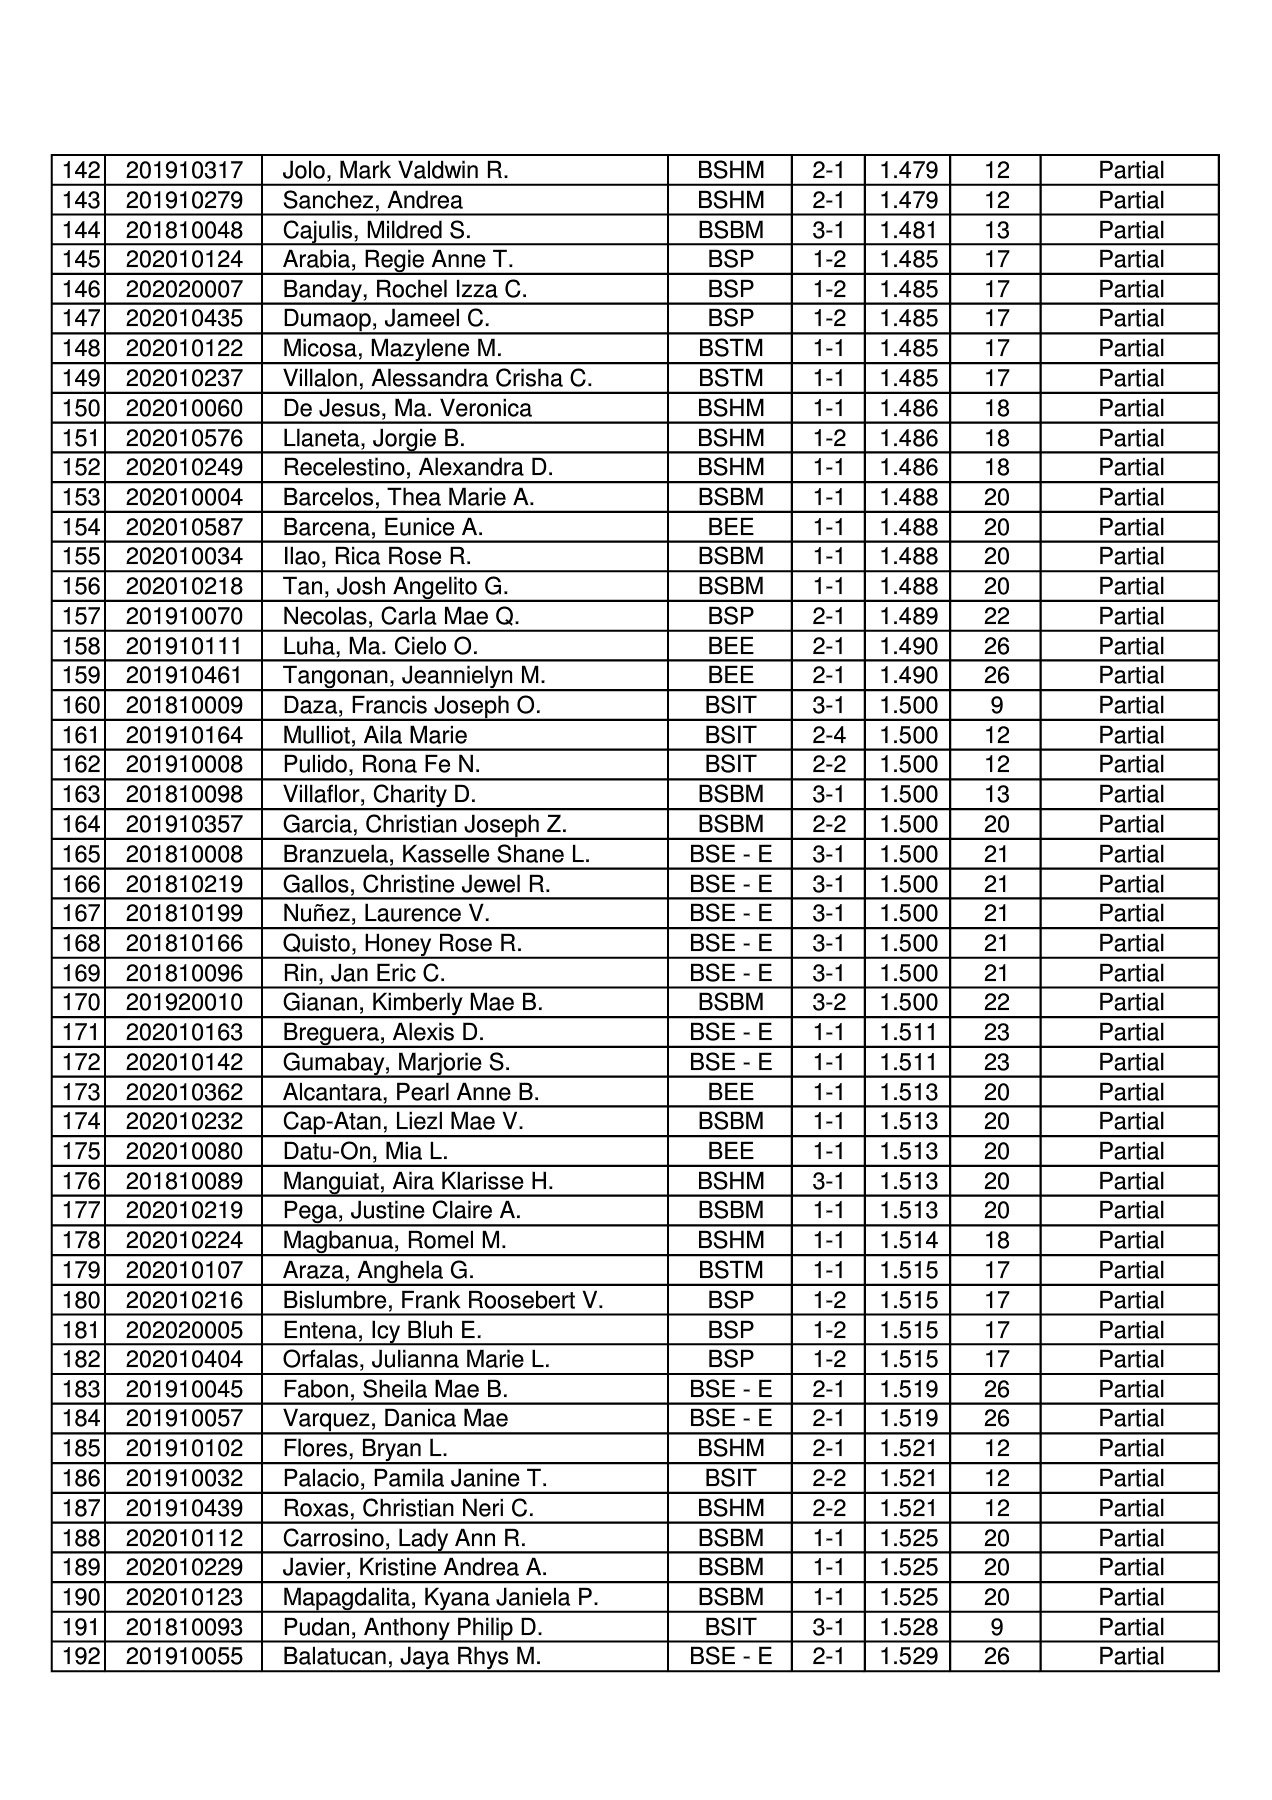 142 201910317 Jolo, Mark Valdwin R. BSHM 2-1 1.479 12 Partial
143 201910279 Sanchez, Andrea BSHM 2-1 1.479 12 Partial
144 201810048 Cajulis, Mildred S. BSBM 3-1 1.481 13 Partial
145 202010124 Arabia, Regie Anne T. BSP 1-2 1.485 17 Partial
146 202020007 Banday, Rochel Izza C. BSP 1-2 1.485 17 Partial
147 202010435 Dumaop, Jameel C. BSP 1-2 1.485 17 Partial
148 202010122 Micosa, Mazylene M. BSTM 1-1 1.485 17 Partial
149 202010237 Villalon, Alessandra Crisha C. BSTM 1-1 1.485 17 Partial
150 202010060 De Jesus, Ma. Veronica BSHM 1-1 1.486 18 Partial
151 202010576 Llaneta, Jorgie B. BSHM 1-2 1.486 18 Partial
152 202010249 Recelestino, Alexandra D. BSHM 1-1 1.486 18 Partial
153 202010004 Barcelos, Thea Marie A. BSBM 1-1 1.488 20 Partial
154 202010587 Barcena, Eunice A. BEE 1-1 1.488 20 Partial
155 202010034 Ilao, Rica Rose R. BSBM 1-1 1.488 20 Partial
156 202010218 Tan, Josh Angelito G. BSBM 1-1 1.488 20 Partial
157 201910070 Necolas, Carla Mae Q. BSP 2-1 1.489 22 Partial
158 201910111 Luha, Ma. Cielo O. BEE 2-1 1.490 26 Partial
159 201910461 Tangonan, Jeannielyn M. BEE 2-1 1.490 26 Partial
160 201810009 Daza, Francis Joseph O. BSIT 3-1 1.500 9 Partial
161 201910164 Mulliot, Aila Marie BSIT 2-4 1.500 12 Partial
162 201910008 Pulido, Rona Fe N. BSIT 2-2 1.500 12 Partial
163 201810098 Villaflor, Charity D. BSBM 3-1 1.500 13 Partial
164 201910357 Garcia, Christian Joseph Z. BSBM 2-2 1.500 20 Partial
165 201810008 Branzuela, Kasselle Shane L. BSE - E 3-1 1.500 21 Partial
166 201810219 Gallos, Christine Jewel R. BSE - E 3-1 1.500 21 Partial
167 201810199 Nuñez, Laurence V. BSE - E 3-1 1.500 21 Partial
168 201810166 Quisto, Honey Rose R. BSE - E 3-1 1.500 21 Partial
169 201810096 Rin, Jan Eric C. BSE - E 3-1 1.500 21 Partial
170 201920010 Gianan, Kimberly Mae B. BSBM 3-2 1.500 22 Partial
171 202010163 Breguera, Alexis D. BSE - E 1-1 1.511 23 Partial
172 202010142 Gumabay, Marjorie S. BSE - E 1-1 1.511 23 Partial
173 202010362 Alcantara, Pearl Anne B. BEE 1-1 1.513 20 Partial
174 202010232 Cap-Atan, Liezl Mae V. BSBM 1-1 1.513 20 Partial
175 202010080 Datu-On, Mia L. BEE 1-1 1.513 20 Partial
176 201810089 Manguiat, Aira Klarisse H. BSHM 3-1 1.513 20 Partial
177 202010219 Pega, Justine Claire A. BSBM 1-1 1.513 20 Partial
178 202010224 Magbanua, Romel M. BSHM 1-1 1.514 18 Partial
179 202010107 Araza, Anghela G. BSTM 1-1 1.515 17 Partial
180 202010216 Bislumbre, Frank Roosebert V. BSP 1-2 1.515 17 Partial
181 202020005 Entena, Icy Bluh E. BSP 1-2 1.515 17 Partial
182 202010404 Orfalas, Julianna Marie L. BSP 1-2 1.515 17 Partial
183 201910045 Fabon, Sheila Mae B. BSE - E 2-1 1.519 26 Partial
184 201910057 Varquez, Danica Mae BSE - E 2-1 1.519 26 Partial
185 201910102 Flores, Bryan L. BSHM 2-1 1.521 12 Partial
186 201910032 Palacio, Pamila Janine T. BSIT 2-2 1.521 12 Partial
187 201910439 Roxas, Christian Neri C. BSHM 2-2 1.521 12 Partial
188 202010112 Carrosino, Lady Ann R. BSBM 1-1 1.525 20 Partial
189 202010229 Javier, Kristine Andrea A. BSBM 1-1 1.525 20 Partial
190 202010123 Mapagdalita, Kyana Janiela P. BSBM 1-1 1.525 20 Partial
191 201810093 Pudan, Anthony Philip D. BSIT 3-1 1.528 9 Partial
192 201910055 Balatucan, Jaya Rhys M. BSE - E 2-1 1.529 26 Partial